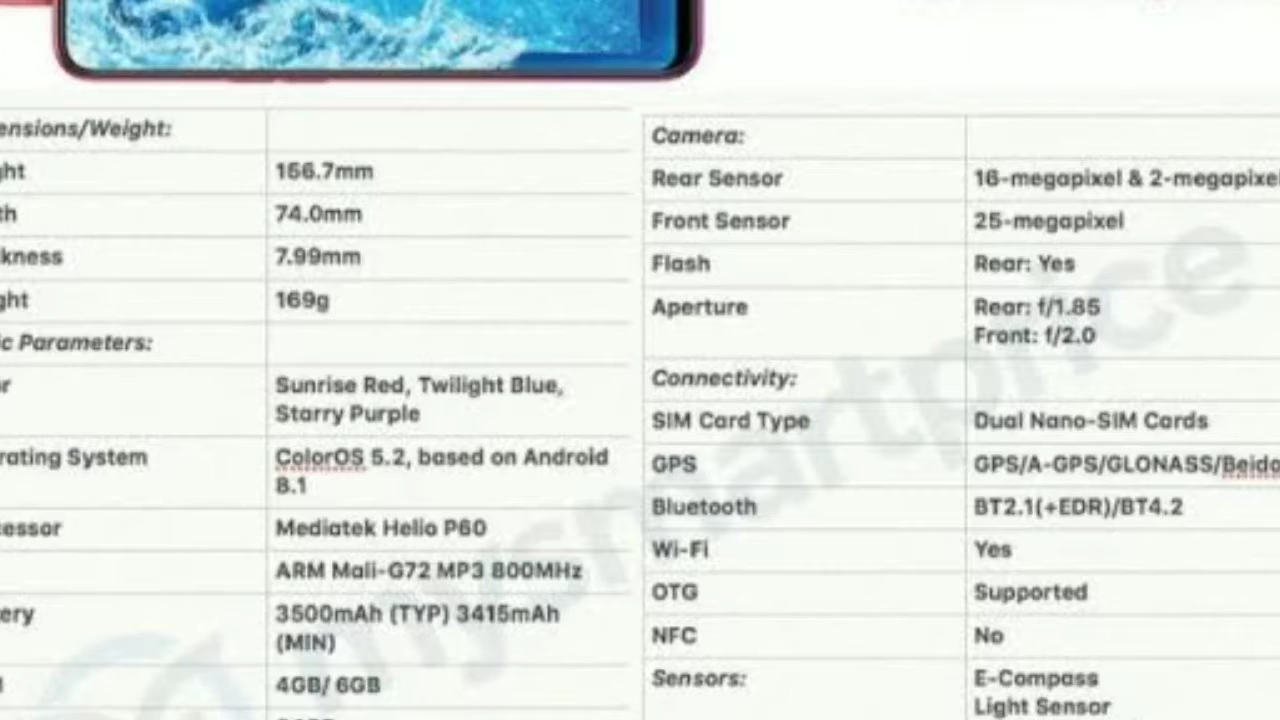 ensions/Weight:
ght 156.7mm
th 74.0mm
kness 7.99mm
ght 169g
c Parameters:
r Sunrise Red, Twilight Blue,
Starry Purple
rating System ColorOS 5.2, based on Android
8.1
essor Mediatek Helio P60
ARM Mali-G72 MP3 800MHz
ery 3500mAh (TYP) 3415mAh
(MIN)
4GB/ 6GB
Camera:
Rear Sensor 16-megapixel & 2-megapixel
Front Sensor 25-megapixel
Flash Rear: Yes
Aperture Rear: f/1.85
Front: f/2.0
Connectivity:
SIM Card Type Dual Nano-SIM Cards
GPS GPS/A-GPS/GLONASS/Beido
Bluetooth BT2.1(+EDR)/BT4.2
Wi-Fi Yes
OTG Supported
NFC No
Sensors: E-Compass
Light Sensor
mysmartprice